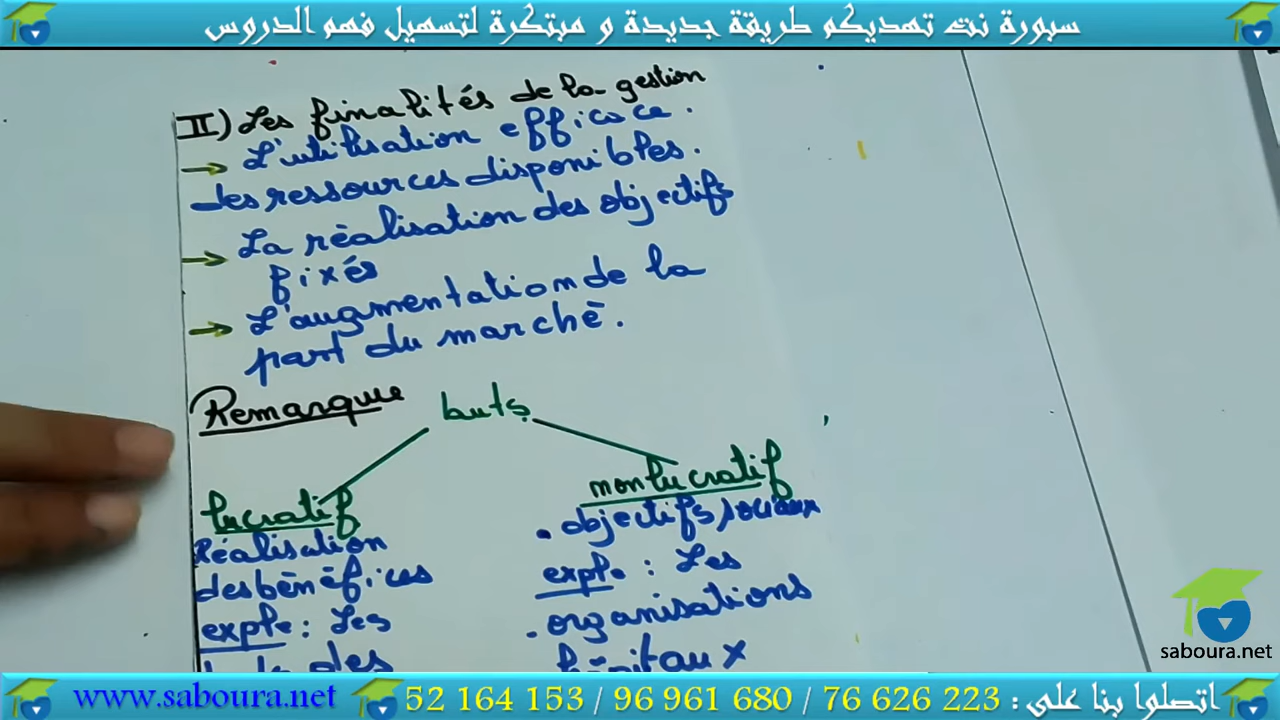 سبورة نت تهديكم طريقة جديدة و مبتكرة لتسهيل فهم الدروس
II) Les finalités de la gestion
→ L'utilisation efficace.
des ressources disponibles.
→ La réalisation des objectifs
fixés
→ L'augmentation de la
part du marché.
Remarque
buts
lucratif
Réalisation
des bénéfices
exple : Les
des
non lucratif
. objectifs sociaux
exple : Les
. organisations
hôpitaux
saboura.net
www.saboura.net 52 164 153 / 96 961 680 / 76 626 223 : اتصلوا بنا على